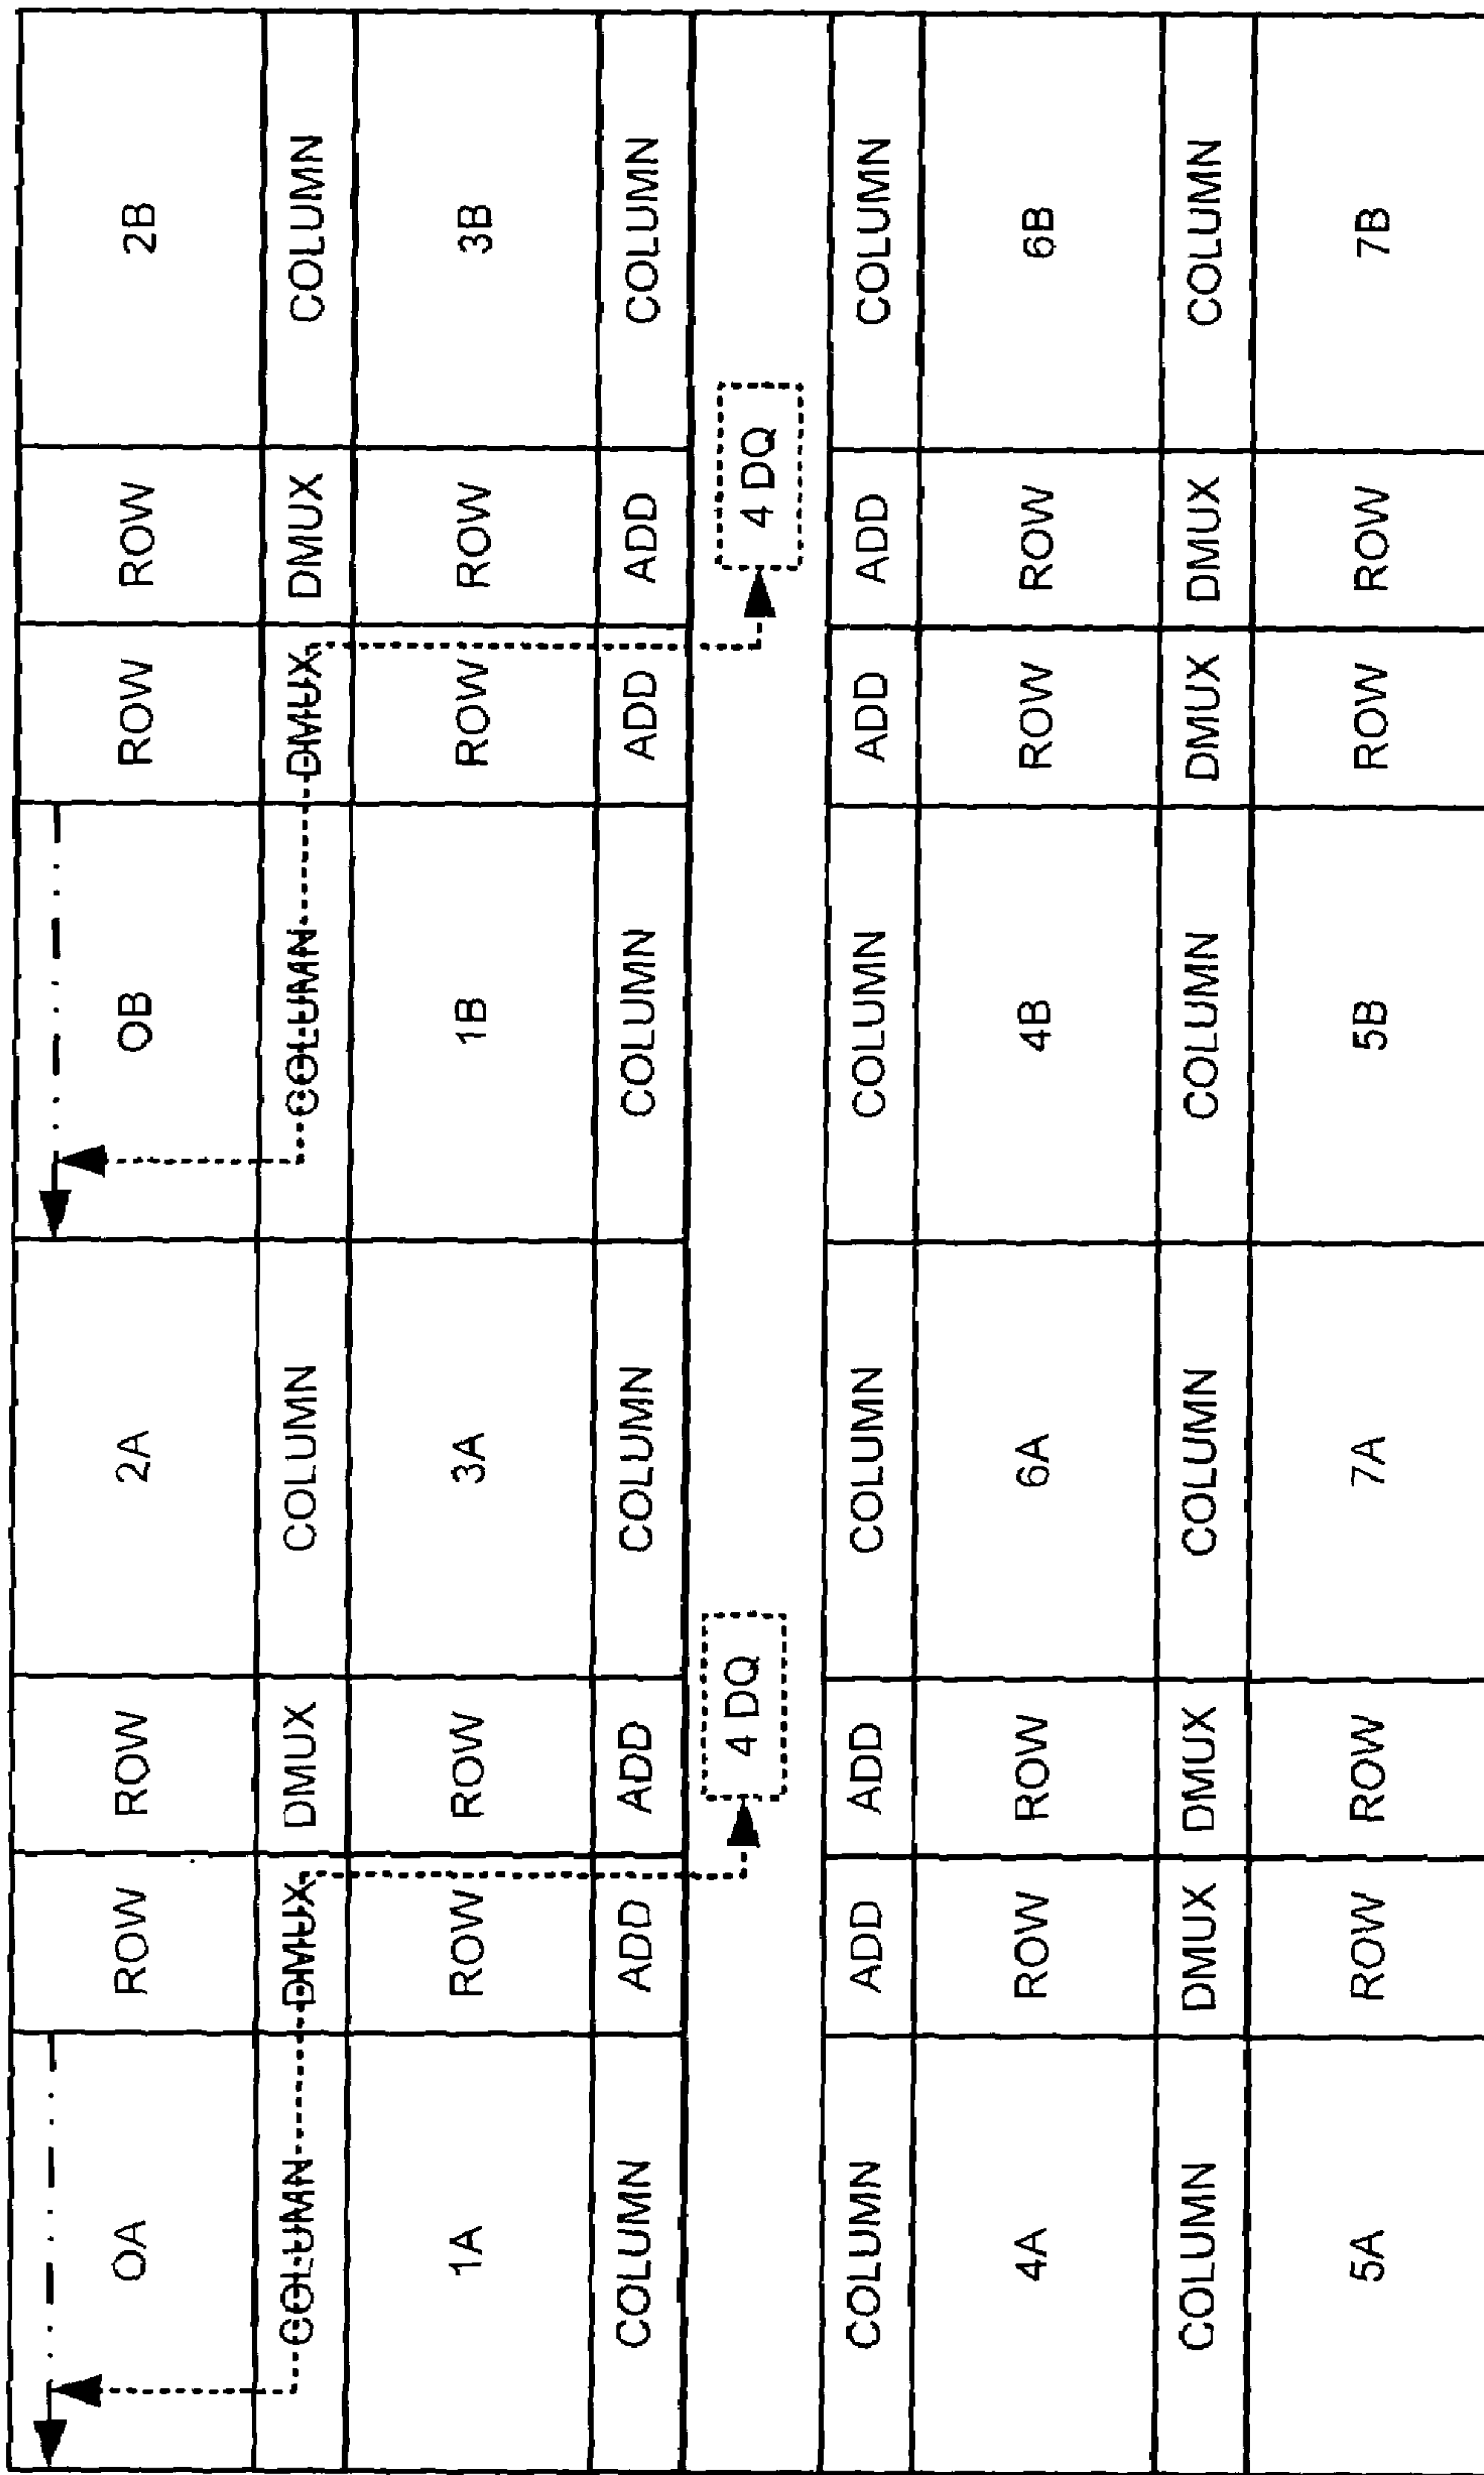 OA ROW ROW 2A OB ROW ROW 2B
COLUMN DMUX DMUX COLUMN COLUMN DMUX DMUX COLUMN
1A ROW ROW 3A 1B ROW ROW 3B
COLUMN ADD ADD COLUMN COLUMN ADD ADD COLUMN
4 DQ 4 DQ
COLUMN ADD ADD COLUMN COLUMN ADD ADD COLUMN
4A ROW ROW 6A 4B ROW ROW 6B
COLUMN DMUX DMUX COLUMN COLUMN DMUX DMUX COLUMN
5A ROW ROW 7A 5B ROW ROW 7B